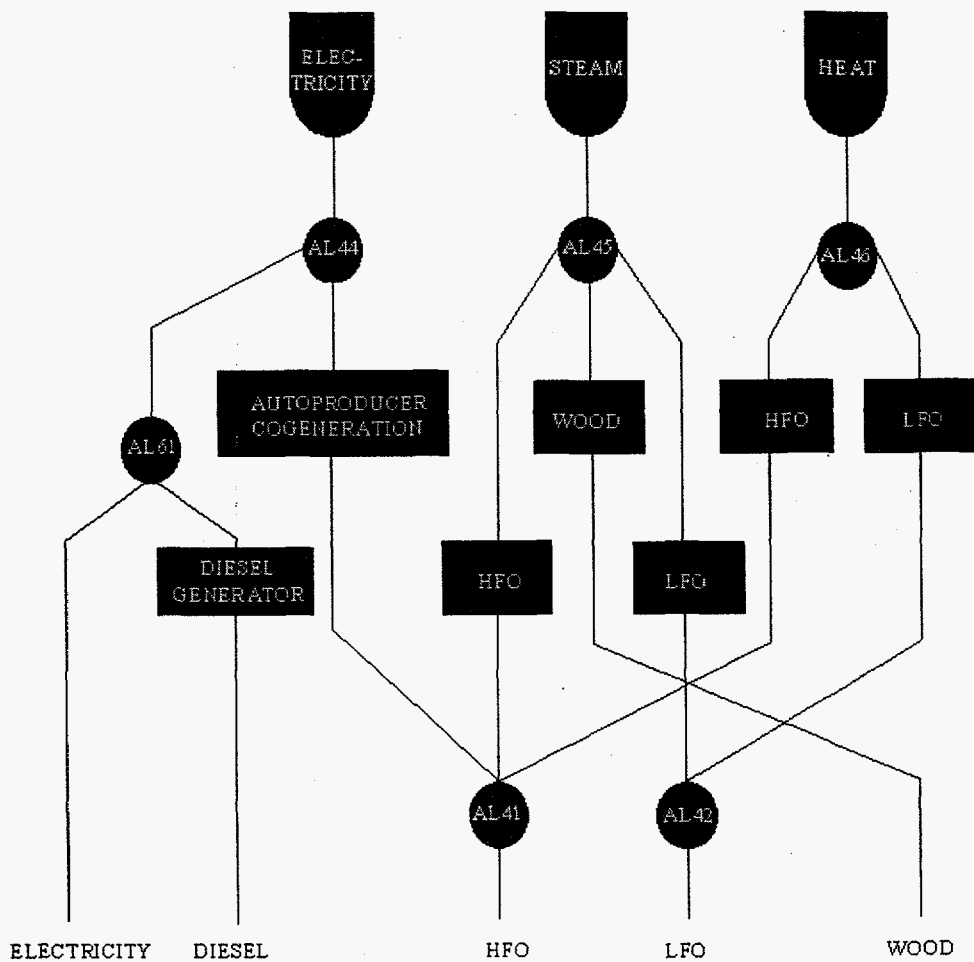 ELEC-
TRICITY
STEAM
HEAT
AL44
AL45
AL46
AUTOPRODUCER
COGENERATION
WOOD
HFO
LFO
AL61
DIESEL
GENERATOR
HFO
LFO
AL41
AL42
ELECTRICITY
DIESEL
HFO
LFO
WOOD